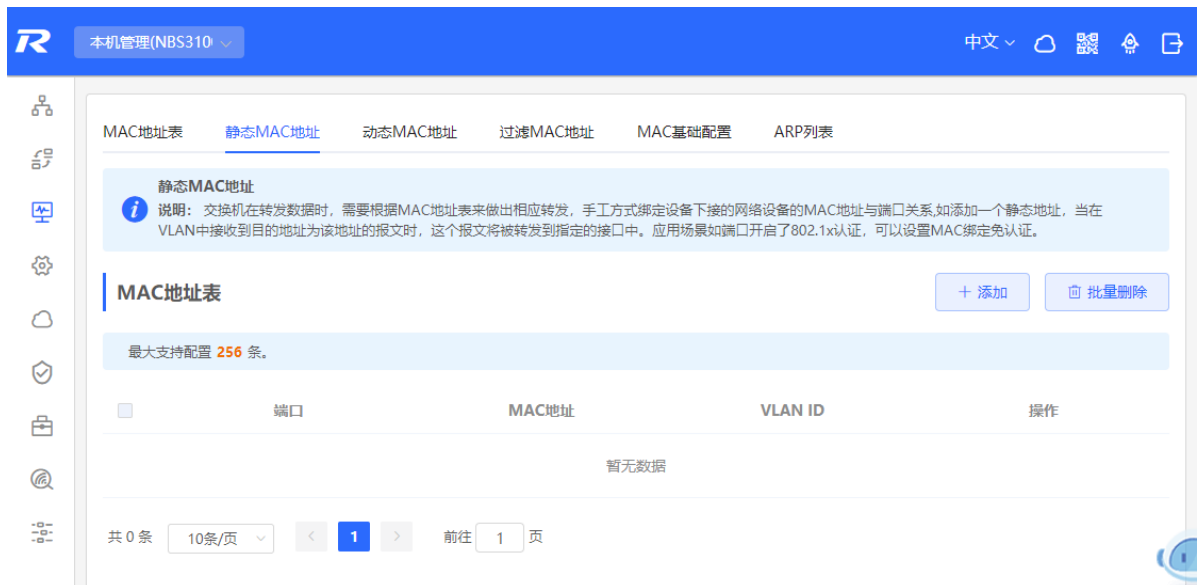 本机管理(NBS310
中文
MAC地址表 静态MAC地址 动态MAC地址 过滤MAC地址 MAC基础配置 ARP列表
静态MAC地址
说明： 交换机在转发数据时，需要根据MAC地址表来做出相应转发，手工方式绑定设备下接的网络设备的MAC地址与端口关系,如添加一个静态地址，当在
VLAN中接收到目的地址为该地址的报文时，这个报文将被转发到指定的接口中。应用场景如端口开启了802.1x认证，可以设置MAC绑定免认证。
MAC地址表
+ 添加 批量删除
最大支持配置 256 条。
端口 MAC地址 VLAN ID 操作
暂无数据
共 0 条 10条/页 < 1 > 前往 1 页